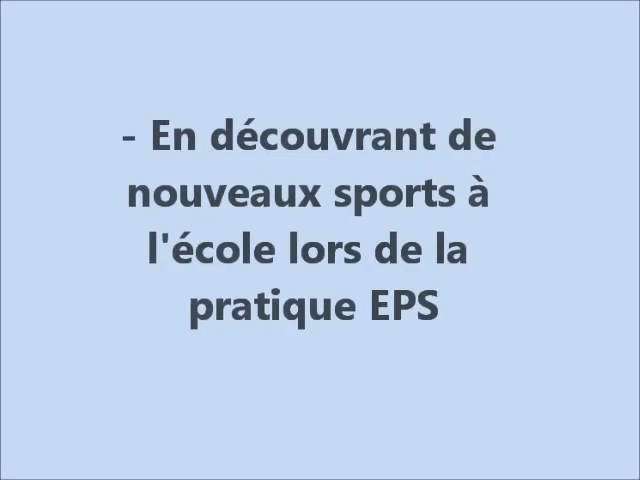 - En découvrant de
nouveaux sports à
l'école lors de la
pratique EPS